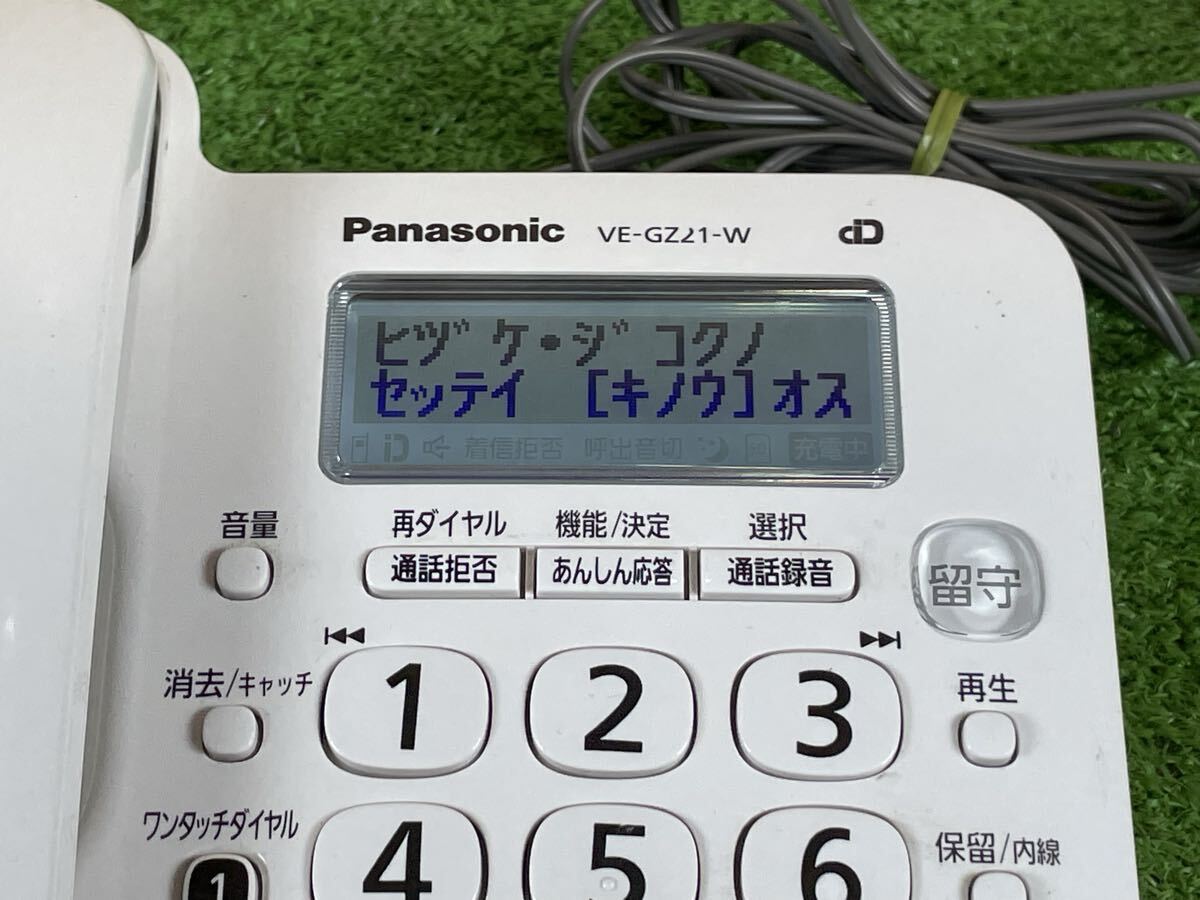 Panasonic VE-GZ21-W
ヒヅケ・ジコクノ
セッテイ [キノウ]オス
着信拒否 呼出音切 充電中
音量 再ダイヤル 機能/決定 選択
通話拒否 あんしん応答 通話録音 留守
消去/キャッチ 1 2 3 再生
ワンタッチダイヤル 4 5 6 保留/内線
1